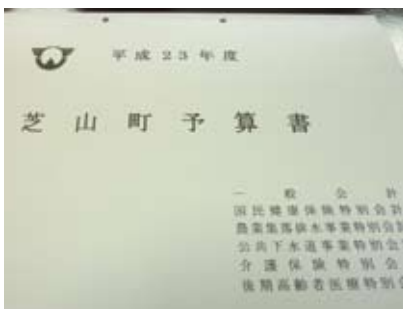 平成23年度
芝山町予算書
一般会計
国民健康保険特別会計
農業集落排水事業特別会計
公共下水道事業特別会
介護保険特別会
後期高齢者医療特別会